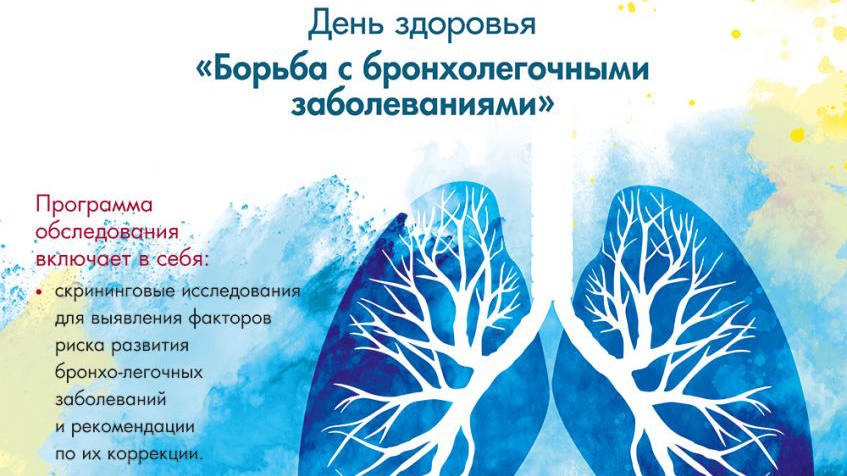 День здоровья
«Борьба с бронхолегочными
заболеваниями»
Программа
обследования
включает в себя:
• скрининговые исследования
для выявления факторов
риска развития
бронхо-легочных
заболеваний
и рекомендации
по их коррекции.